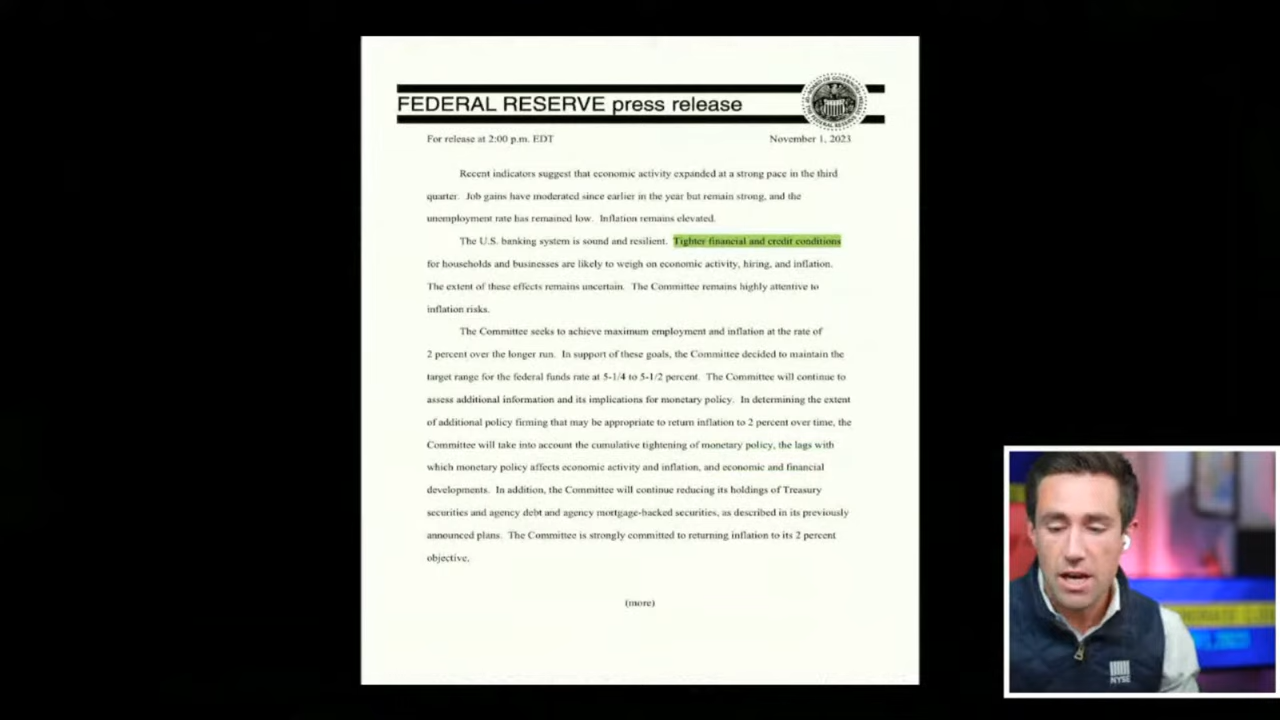 FEDERAL RESERVE press release
For release at 2:00 p.m. EDT
November 1, 2023
Recent indicators suggest that economic activity expanded at a strong pace in the third
quarter. Job gains have moderated since earlier in the year but remain strong, and the
unemployment rate has remained low. Inflation remains elevated.
The U.S. banking system is sound and resilient. Tighter financial and credit conditions
for households and businesses are likely to weigh on economic activity, hiring, and inflation.
The extent of these effects remains uncertain. The Committee remains highly attentive to
inflation risks.
The Committee seeks to achieve maximum employment and inflation at the rate of
2 percent over the longer run. In support of these goals, the Committee decided to maintain the
target range for the federal funds rate at 5-1/4 to 5-1/2 percent. The Committee will continue to
assess additional information and its implications for monetary policy. In determining the extent
of additional policy firming that may be appropriate to return inflation to 2 percent over time, the
Committee will take into account the cumulative tightening of monetary policy, the lags with
which monetary policy affects economic activity and inflation, and economic and financial
developments. In addition, the Committee will continue reducing its holdings of Treasury
securities and agency debt and agency mortgage-backed securities, as described in its previously
announced plans. The Committee is strongly committed to returning inflation to its 2 percent
objective.
(more)
NYSE